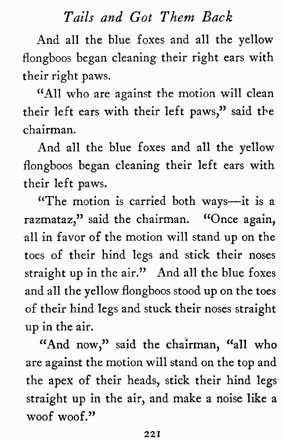 Tails and Got Them Back
And all the blue foxes and all the yellow
flongboos began cleaning their right ears with
their right paws.
“All who are against the motion will clean
their left ears with their left paws,” said the
chairman.
And all the blue foxes and all the yellow
flongboos began cleaning their left ears with
their left paws.
“The motion is carried both ways—it is a
razmataz,” said the chairman. “Once again,
all in favor of the motion will stand up on the
toes of their hind legs and stick their noses
straight up in the air.” And all the blue foxes
and all the yellow flongboos stood up on the toes
of their hind legs and stuck their noses straight
up in the air.
“And now,” said the chairman, “all who
are against the motion will stand on the top and
the apex of their heads, stick their hind legs
straight up in the air, and make a noise like a
woof woof.”
221